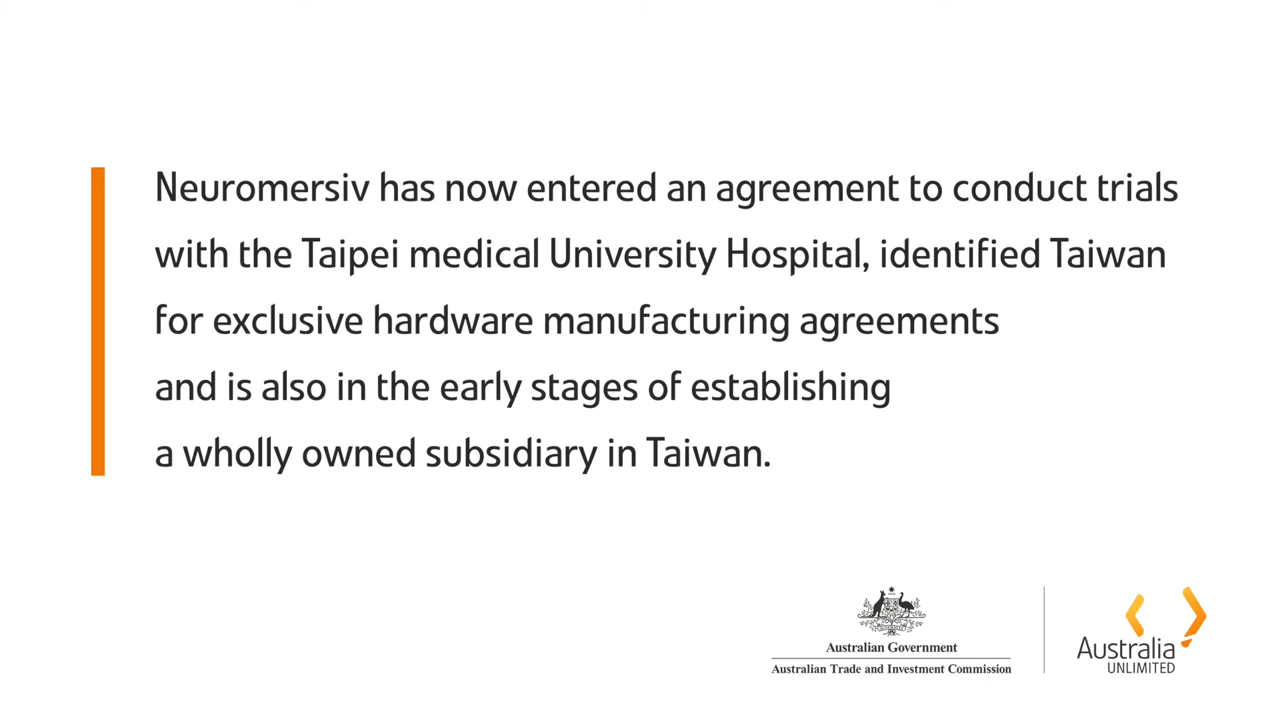 Neuromersiv has now entered an agreement to conduct trials
with the Taipei medical University Hospital, identified Taiwan
for exclusive hardware manufacturing agreements
and is also in the early stages of establishing
a wholly owned subsidiary in Taiwan.
Australian Government
Australian Trade and Investment Commission
Australia
UNLIMITED